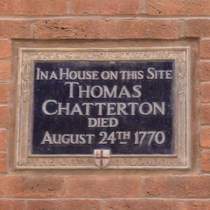 IN A HOUSE ON THIS SITE
THOMAS
CHATTERTON
DIED
AUGUST 24TH 1770